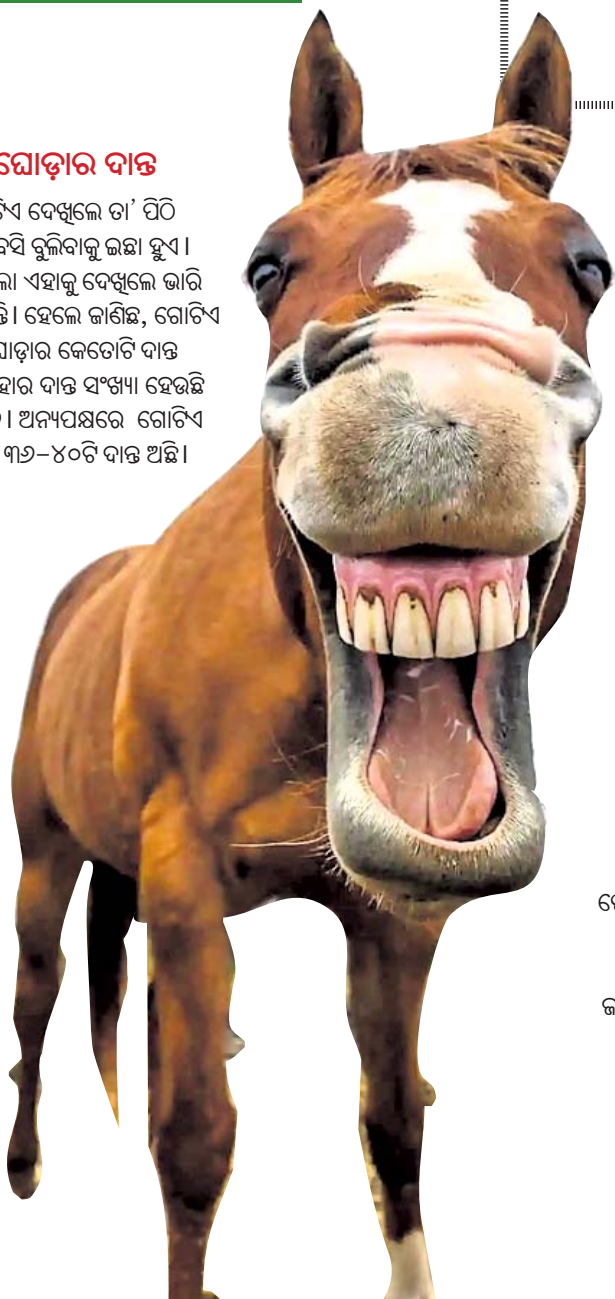 ଘୋଡ଼ାର ଦାନ୍ତ
ଦେଖିଲେ ତା’ ପିଠି
ବସି ବୁଲିବାକୁ ଇଛା ହୁଏ।
ଏହାକୁ ଦେଖିଲେ ଭାରି
ହେଲେ ଜାଣିଛ, ଗୋଟିଏ
କେତୋଟି ଦାନ୍ତ
ଦାନ୍ତ ସଂଖ୍ୟା ହେଉଛି
। ଅନ୍ୟପକ୍ଷରେ ଗୋଟିଏ
୩୬–୪୦ଟି ଦାନ୍ତ ଅଛି।